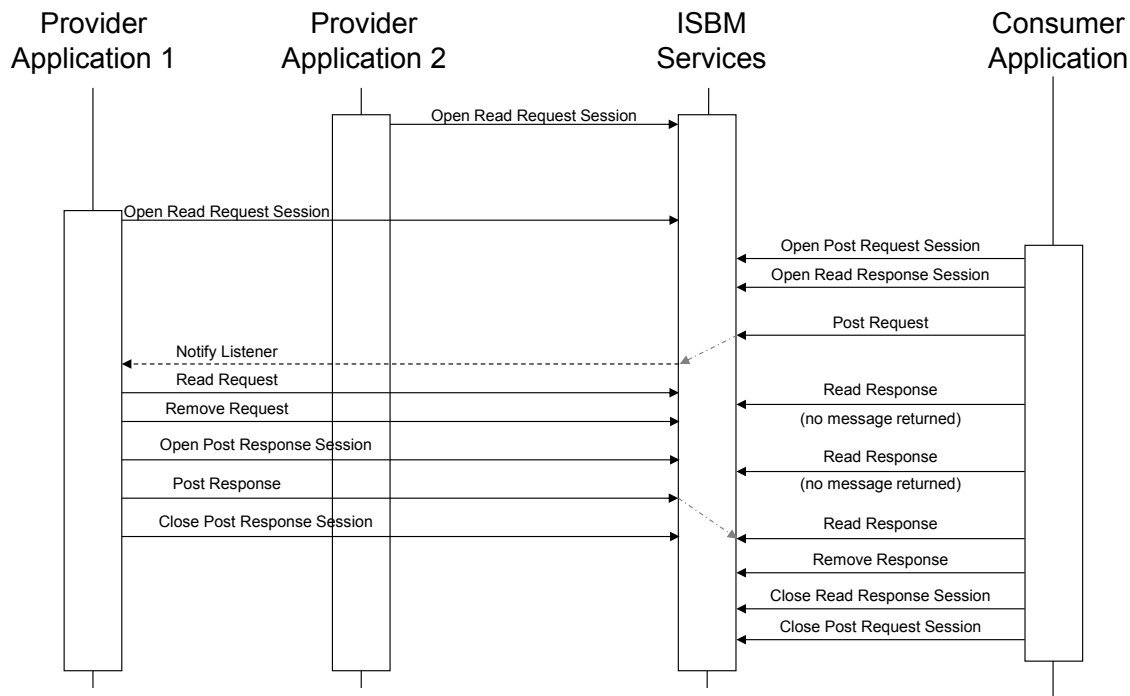 Provider
Application 1
Provider
Application 2
ISBM
Services
Consumer
Application
Open Read Request Session
Open Read Request Session
Open Post Request Session
Open Read Response Session
Post Request
Notify Listener
Read Request
Read Response
Remove Request
(no message returned)
Open Post Response Session
Read Response
Post Response
(no message returned)
Close Post Response Session
Read Response
Remove Response
Close Read Response Session
Close Post Request Session